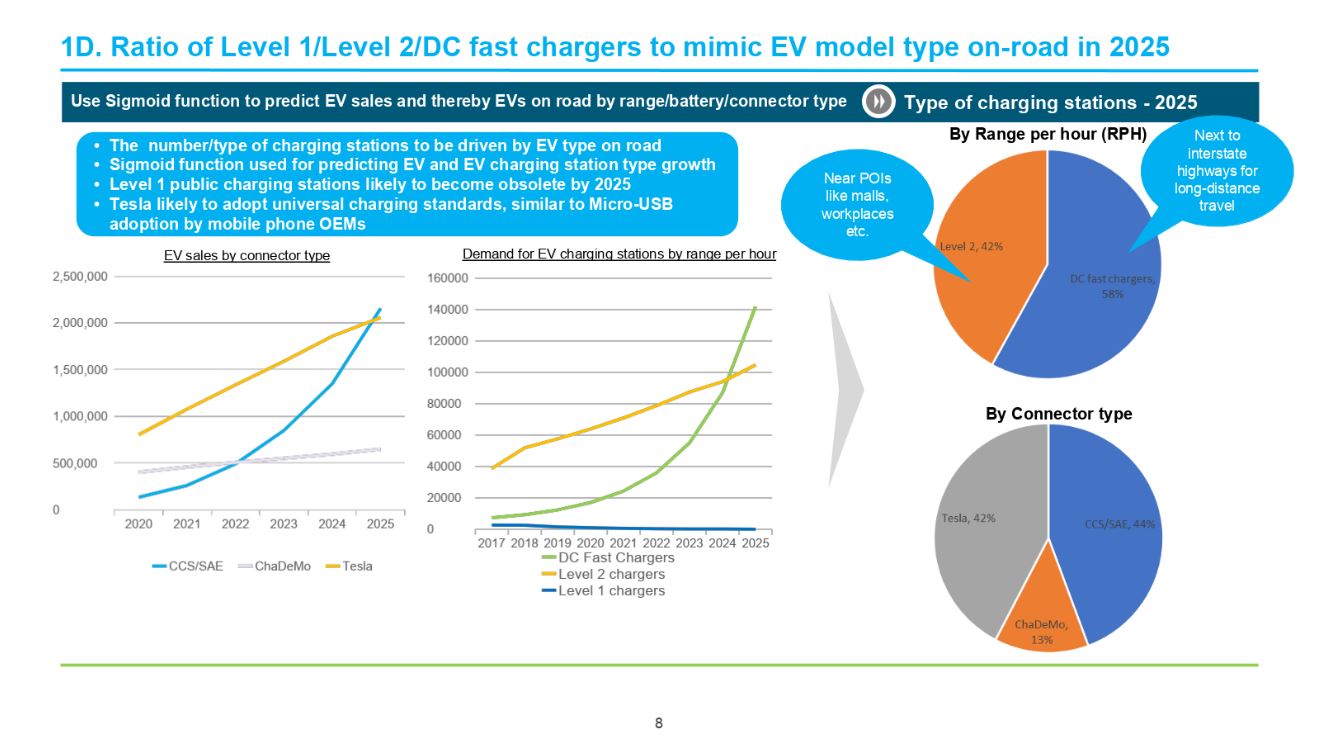 1D. Ratio of Level 1/Level 2/DC fast chargers to mimic EV model type on-road in 2025
Use Sigmoid function to predict EV sales and thereby EVs on road by range/battery/connector type
Type of charging stations - 2025
• The  number/type of charging stations to be driven by EV type on road
• Sigmoid function used for predicting EV and EV charging station type growth
• Level 1 public charging stations likely to become obsolete by 2025
• Tesla likely to adopt universal charging standards, similar to Micro-USB
adoption by mobile phone OEMs
EV sales by connector type
2,500,000
2,000,000
1,500,000
1,000,000
500,000
0
2020 2021 2022 2023 2024 2025
CCS/SAE ChaDeMo Tesla
Demand for EV charging stations by range per hour
160000
140000
120000
100000
80000
60000
40000
20000
0
2017 2018 2019 2020 2021 2022 2023 2024 2025
DC Fast Chargers
Level 2 chargers
Level 1 chargers
By Range per hour (RPH)
Near POIs
like malls,
workplaces
etc.
Next to
interstate
highways for
long-distance
travel
Level 2, 42%
DC fast chargers,
58%
By Connector type
Tesla, 42%
CCS/SAE, 44%
ChaDeMo,
13%
8